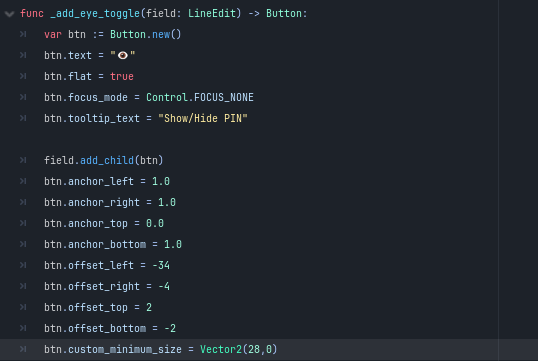 func _add_eye_toggle(field: LineEdit) -> Button:
var btn := Button.new()
btn.text = "👁"
btn.flat = true
btn.focus_mode = Control.FOCUS_NONE
btn.tooltip_text = "Show/Hide PIN"
field.add_child(btn)
btn.anchor_left = 1.0
btn.anchor_right = 1.0
btn.anchor_top = 0.0
btn.anchor_bottom = 1.0
btn.offset_left = -34
btn.offset_right = -4
btn.offset_top = 2
btn.offset_bottom = -2
btn.custom_minimum_size = Vector2(28,0)